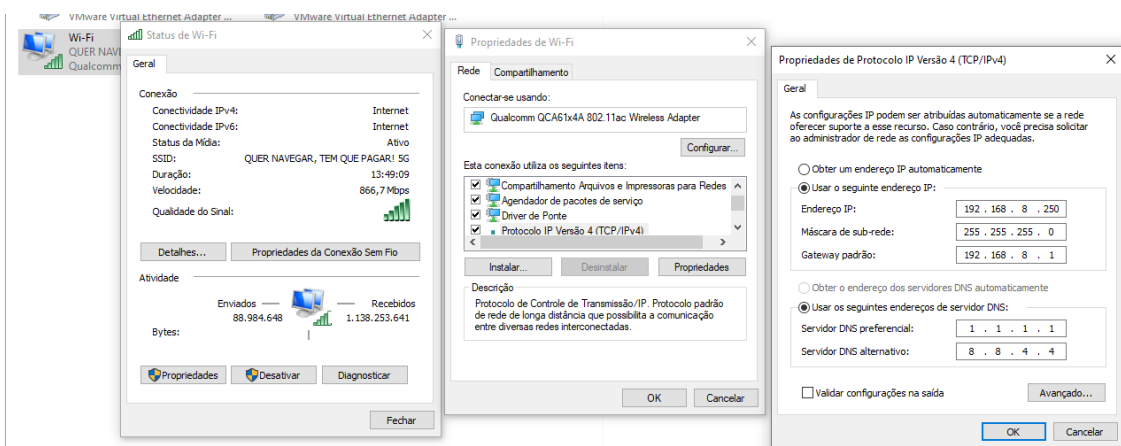 VMware Virtual Ethernet Adapter ...
VMware Virtual Ethernet Adapter ...
Wi-Fi
QUER NAVE
Qualcomm
Status de Wi-Fi
Geral
Conexão
Conectividade IPv4: Internet
Conectividade IPv6: Internet
Status da Mídia: Ativo
SSID: QUER NAVEGAR, TEM QUE PAGAR! 5G
Duração: 13:49:09
Velocidade: 866,7 Mbps
Qualidade do Sinal:
Detalhes... Propriedades da Conexão Sem Fio
Atividade
Enviados — — Recebidos
Bytes: 88.984.648 1.138.253.641
Propriedades Desativar Diagnosticar
Fechar
Propriedades de Wi-Fi
Rede Compartilhamento
Conectar-se usando:
Qualcomm QCA61x4A 802.11ac Wireless Adapter
Configurar...
Esta conexão utiliza os seguintes itens:
Compartilhamento Arquivos e Impressoras para Redes
Agendador de pacotes de serviço
Driver de Ponte
Protocolo IP Versão 4 (TCP/IPv4)
Instalar... Desinstalar Propriedades
Descrição
Protocolo de Controle de Transmissão/IP. Protocolo padrão
de rede de longa distância que possibilita a comunicação
entre diversas redes interconectadas.
OK Cancelar
Propriedades de Protocolo IP Versão 4 (TCP/IPv4)
Geral
As configurações IP podem ser atribuídas automaticamente se a rede
oferecer suporte a esse recurso. Caso contrário, você precisa solicitar
ao administrador de rede as configurações IP adequadas.
Obter um endereço IP automaticamente
Usar o seguinte endereço IP:
Endereço IP: 192 . 168 . 8 . 250
Máscara de sub-rede: 255 . 255 . 255 . 0
Gateway padrão: 192 . 168 . 8 . 1
Obter o endereço dos servidores DNS automaticamente
Usar os seguintes endereços de servidor DNS:
Servidor DNS preferencial: 1 . 1 . 1 . 1
Servidor DNS alternativo: 8 . 8 . 4 . 4
Validar configurações na saída
Avançado...
OK Cancelar